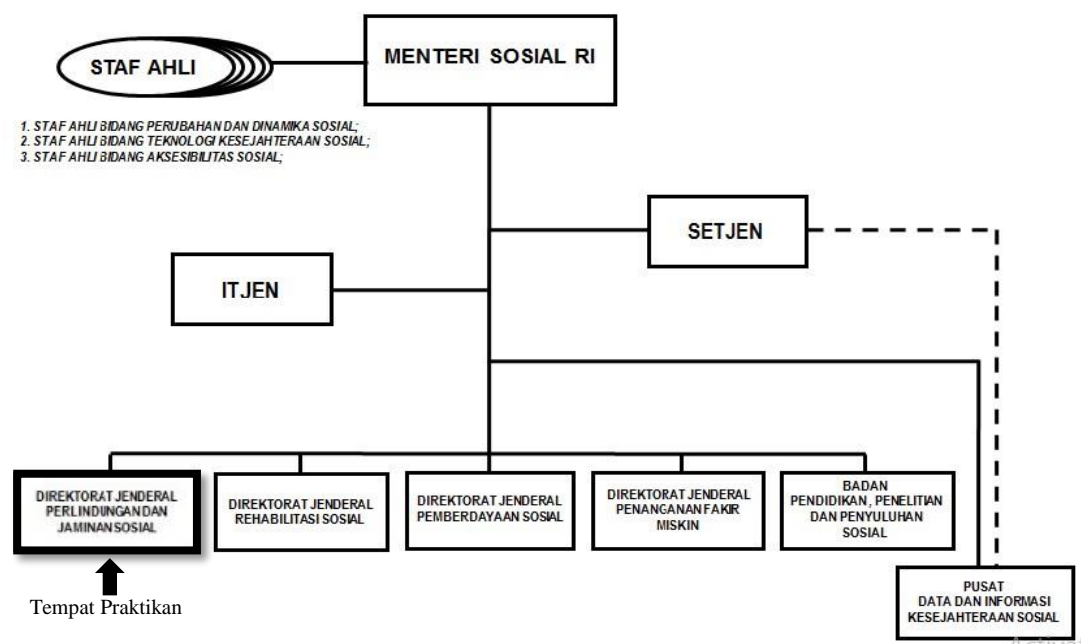 MENTERI SOSIAL RI
STAF AHLI
1. STAF AHLI BIDANG PERUBAHAN DAN DINAMIKA SOSIAL;
2. STAF AHLI BIDANG TEKNOLOGI KESEJAHTERAAN SOSIAL;
3. STAF AHLI BIDANG AKSESIBILITAS SOSIAL;
SETJEN
ITJEN
DIREKTORAT JENDERAL
PERLINDUNGAN DAN
JAMINAN SOSIAL
DIREKTORAT JENDERAL
REHABILITASI SOSIAL
DIREKTORAT JENDERAL
PEMBERDAYAAN SOSIAL
DIREKTORAT JENDERAL
PENANGANAN FAKIR
MISKIN
BADAN
PENDIDIKAN, PENELITIAN
DAN PENYULUHAN
SOSIAL
PUSAT
DATA DAN INFORMASI
KESEJAHTERAAN SOSIAL
Tempat Praktikan